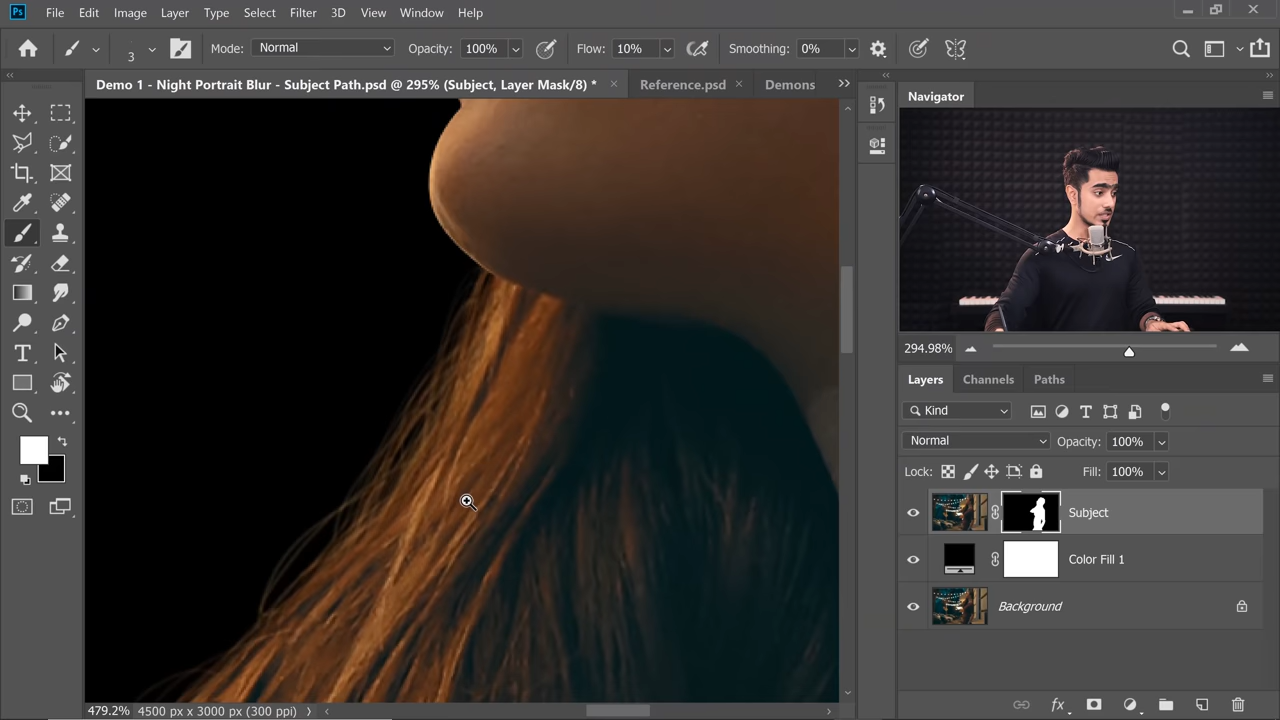 Ps File Edit Image Layer Type Select Filter 3D View Window Help
3 Mode: Normal Opacity: 100% Flow: 10% Smoothing: 0%
Demo 1 - Night Portrait Blur - Subject Path.psd @ 295% (Subject, Layer Mask/8) * Reference.psd Demons
Navigator
294.98%
Layers Channels Paths
Kind
Normal Opacity: 100%
Lock: Fill: 100%
Subject
Color Fill 1
Background
fx
479.2% 4500 px x 3000 px (300 ppi)